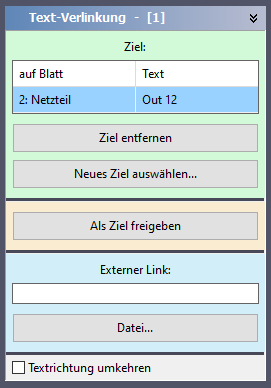 Text-Verlinkung - [1]
Ziel:
auf Blatt Text
2: Netzteil Out 12
Ziel entfernen
Neues Ziel auswählen...
Als Ziel freigeben
Externer Link:
Datei...
Textrichtung umkehren